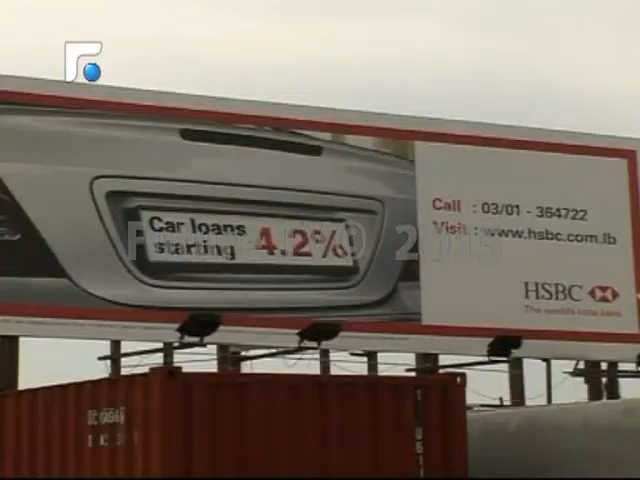 Car loans
starting 4.2%!
Call : 03/01 - 364722
Visit : www.hsbc.com.lb
HSBC
The world's local bank